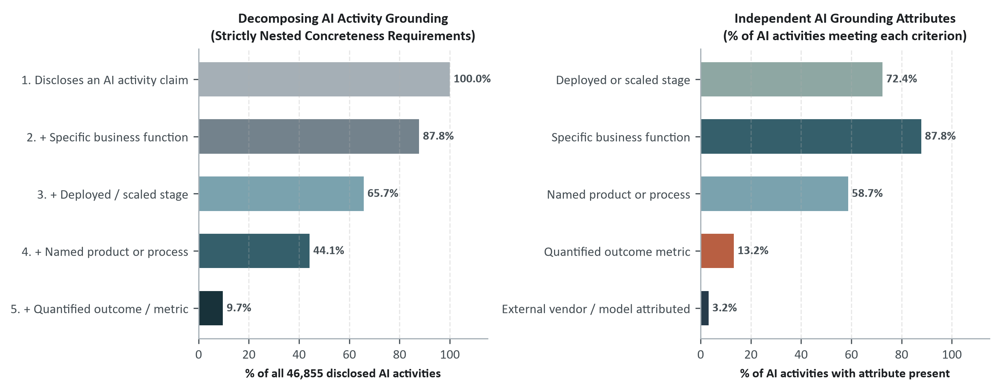 Decomposing AI Activity Grounding
(Strictly Nested Concreteness Requirements)
1. Discloses an AI activity claim
100.0%
2. + Specific business function
87.8%
3. + Deployed / scaled stage
65.7%
4. + Named product or process
44.1%
5. + Quantified outcome / metric
9.7%
0 20 40 60 80 100
% of all 46,855 disclosed AI activities
Independent AI Grounding Attributes
(% of AI activities meeting each criterion)
Deployed or scaled stage
72.4%
Specific business function
87.8%
Named product or process
58.7%
Quantified outcome metric
13.2%
External vendor / model attributed
3.2%
0 20 40 60 80 100
% of AI activities with attribute present